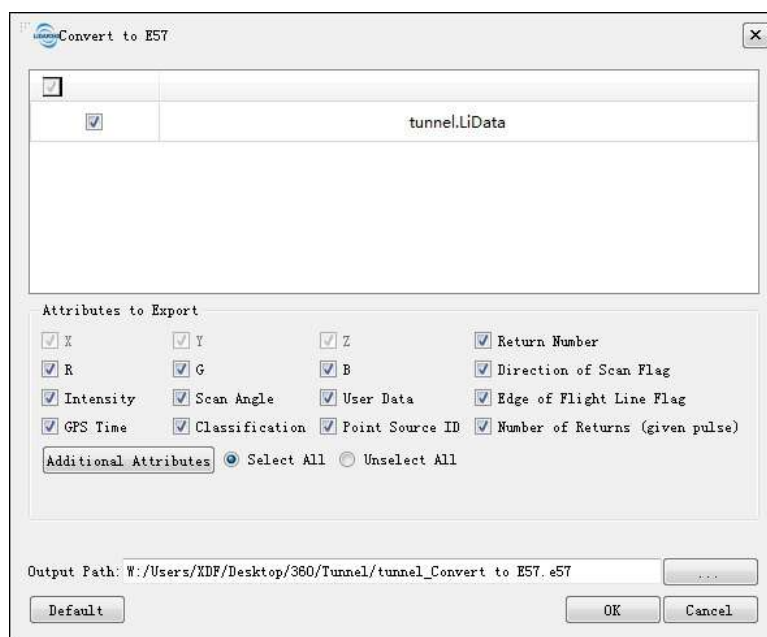 Convert to E57
tunnel.LiData
Attributes to Export
X Y Z Return Number
R G B Direction of Scan Flag
Intensity Scan Angle User Data Edge of Flight Line Flag
GPS Time Classification Point Source ID Number of Returns (given pulse)
Additional Attributes Select All Unselect All
Output Path: W:/Users/XDF/Desktop/360/Tunnel/tunnel_Convert to E57.e57 ...
Default OK Cancel